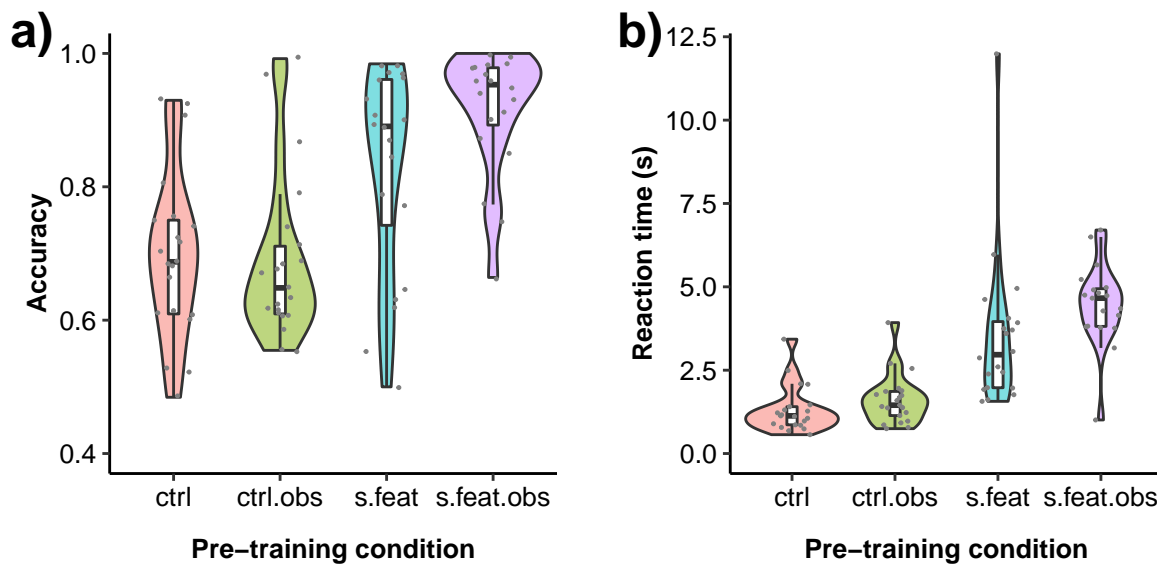 a)
1.0
0.8
0.6
0.4
Accuracy
ctrl ctrl.obs s.feat s.feat.obs
Pre−training condition
b)
12.5
10.0
7.5
5.0
2.5
0.0
Reaction time (s)
ctrl ctrl.obs s.feat s.feat.obs
Pre−training condition